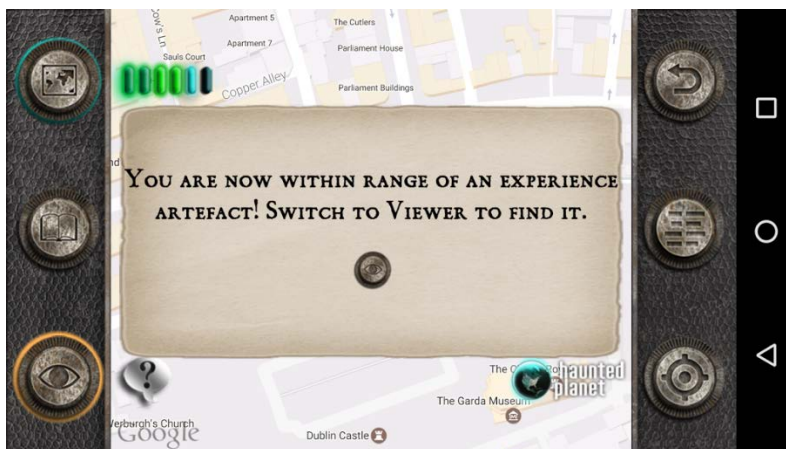 Cow's Ln
Apartment 5
The Cutlers
Apartment 7
Parliament House
Sauls Court
Copper Alley
Parliament Buildings
You are now within range of an experience
artefact! Switch to Viewer to find it.
?
haunted
planet
The Garda Museum
Werburgh's Church
Google
Dublin Castle